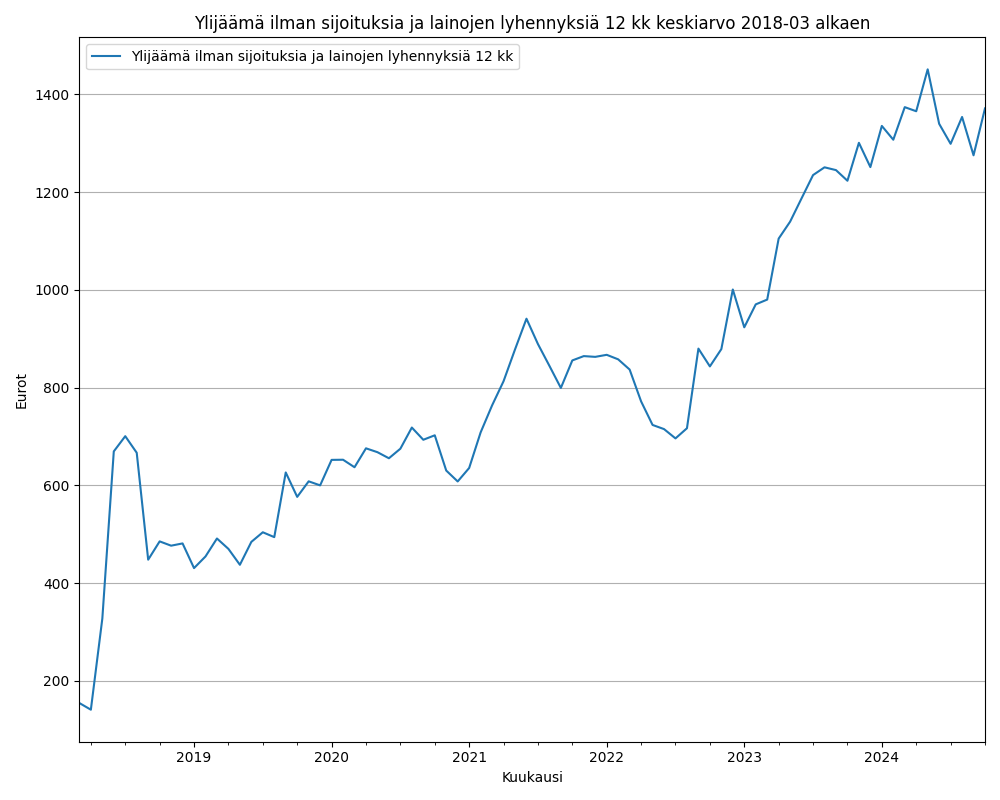 Ylijäämä ilman sijoituksia ja lainojen lyhennyksiä 12 kk keskiarvo 2018-03 alkaen
Ylijäämä ilman sijoituksia ja lainojen lyhennyksiä 12 kk
1400
1200
1000
800
600
400
200
Eurot
2019 2020 2021 2022 2023 2024
Kuukausi